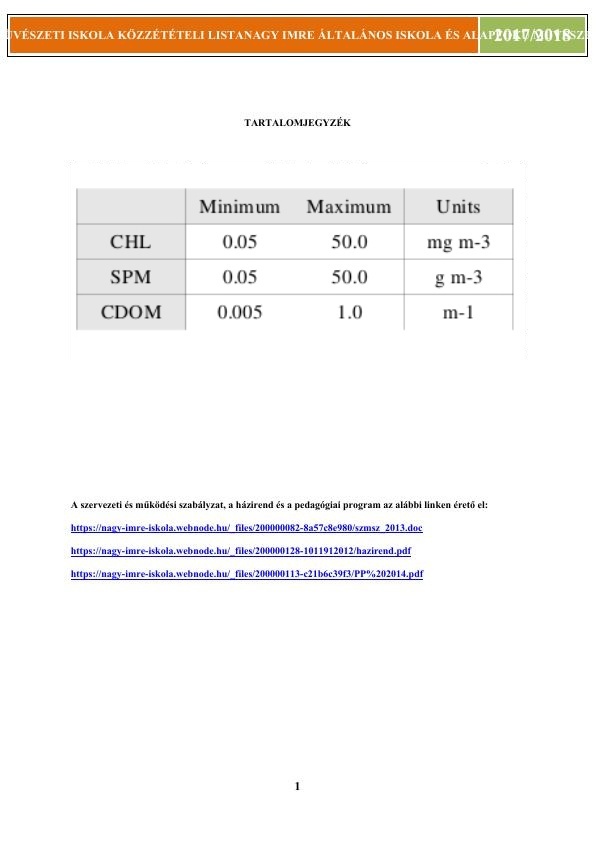 VÉSZETI ISKOLA KÖZZÉTÉTELI LISTANAGY IMRE ÁLTALÁNOS ISKOLA ÉS 2017/2018
TARTALOMJEGYZÉK
Minimum Maximum Units
CHL 0.05 50.0 mg m-3
SPM 0.05 50.0 g m-3
CDOM 0.005 1.0 m-1
A szervezeti és működési szabályzat, a házirend és a pedagógiai program az alábbi linken érető el:
https://nagy-imre-iskola.webnode.hu/_files/200000082-8a57c8e980/szmsz_2013.doc
https://nagy-imre-iskola.webnode.hu/_files/200000128-1011912012/hazirend.pdf
https://nagy-imre-iskola.webnode.hu/_files/200000113-c21b6c39f3/PP%202014.pdf
1